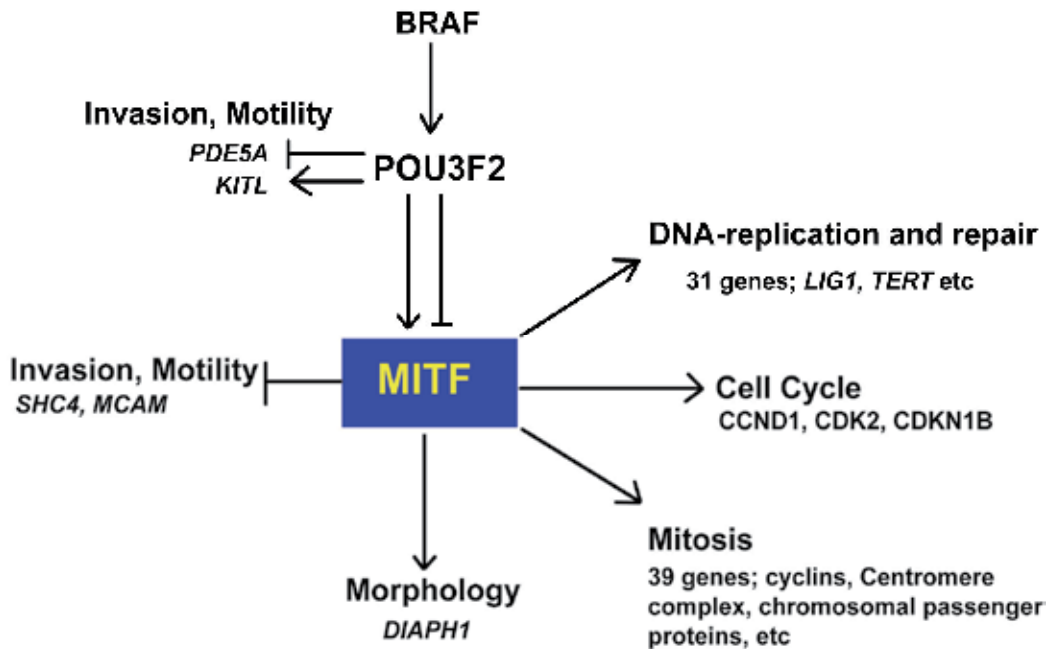 BRAF
Invasion, Motility
PDE5A
KITL
POU3F2
DNA-replication and repair
31 genes; LIG1, TERT etc
Invasion, Motility
SHC4, MCAM
MITF
Cell Cycle
CCND1, CDK2, CDKN1B
Mitosis
39 genes; cyclins, Centromere
complex, chromosomal passenger
proteins, etc
Morphology
DIAPH1